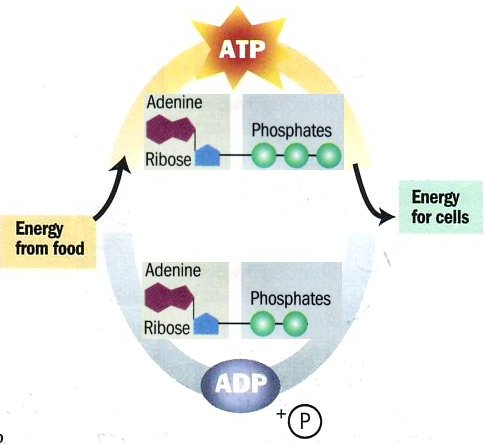 ATP
Adenine
Phosphates
Ribose
Energy
from food
Energy
for cells
Adenine
Phosphates
Ribose
ADP
+ P